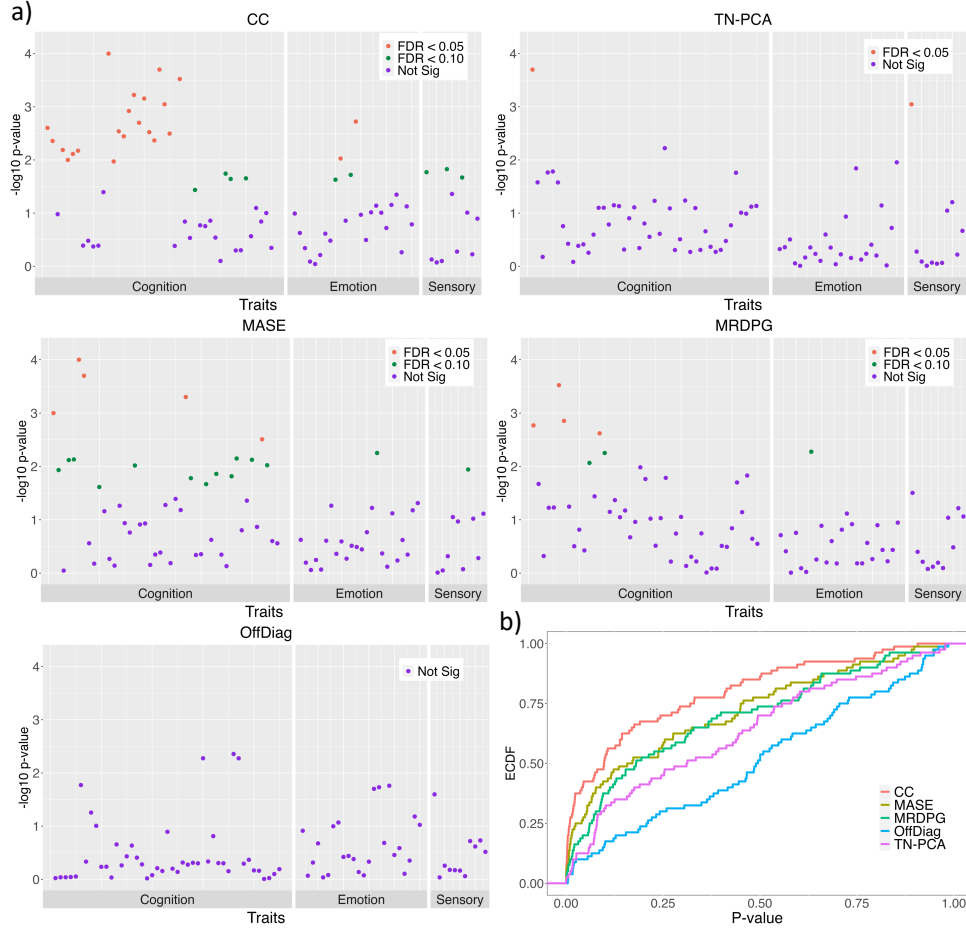 a)
CC
-log10 p-value
4
3
2
1
0
FDR < 0.05
FDR < 0.10
Not Sig
Cognition
Emotion
Sensory
Traits
TN-PCA
-log10 p-value
4
3
2
1
0
FDR < 0.05
Not Sig
Cognition
Emotion
Sensory
Traits
MASE
-log10 p-value
4
3
2
1
0
FDR < 0.05
FDR < 0.10
Not Sig
Cognition
Emotion
Sensory
Traits
MRDPG
-log10 p-value
4
3
2
1
0
FDR < 0.05
FDR < 0.10
Not Sig
Cognition
Emotion
Sensory
Traits
OffDiag
-log10 p-value
4
3
2
1
0
Not Sig
Cognition
Emotion
Sensory
Traits
b)
ECDF
1.00
0.75
0.50
0.25
0.00
CC
MASE
MRDPG
OffDiag
TN-PCA
0.00 0.25 0.50 0.75 1.00
P-value